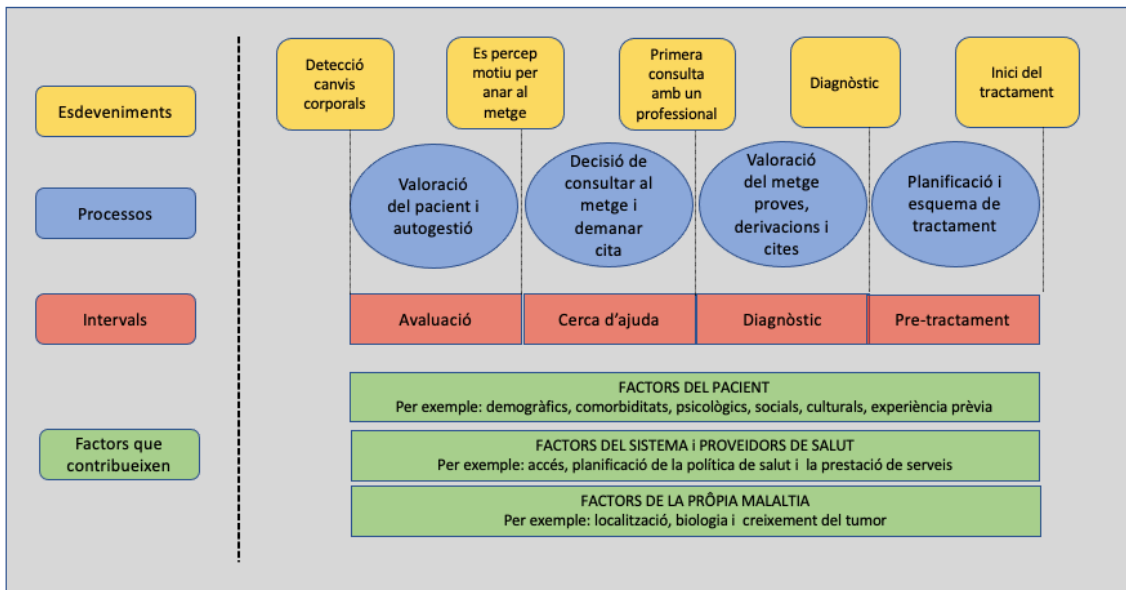 Esdeveniments
Detecció
canvis
corporals
Es percep
motiu per
anar al
metge
Primera
consulta
amb un
professional
Diagnòstic
Inici del
tractament
Processos
Valoració
del pacient i
autogestió
Decisió de
consultar al
metge i
demanar
cita
Valoració
del metge
proves,
derivacions i
cites
Planificació i
esquema de
tractament
Intervals
Avaluació
Cerca d'ajuda
Diagnòstic
Pre-tractament
Factors que
contribueixen
FACTORS DEL PACIENT
Per exemple: demogràfics, comorbiditats, psicològics, socials, culturals, experiència prèvia
FACTORS DEL SISTEMA i PROVEIDORS DE SALUT
Per exemple: accés, planificació de la política de salut i la prestació de serveis
FACTORS DE LA PRÔPIA MALALTIA
Per exemple: localització, biologia i creixement del tumor